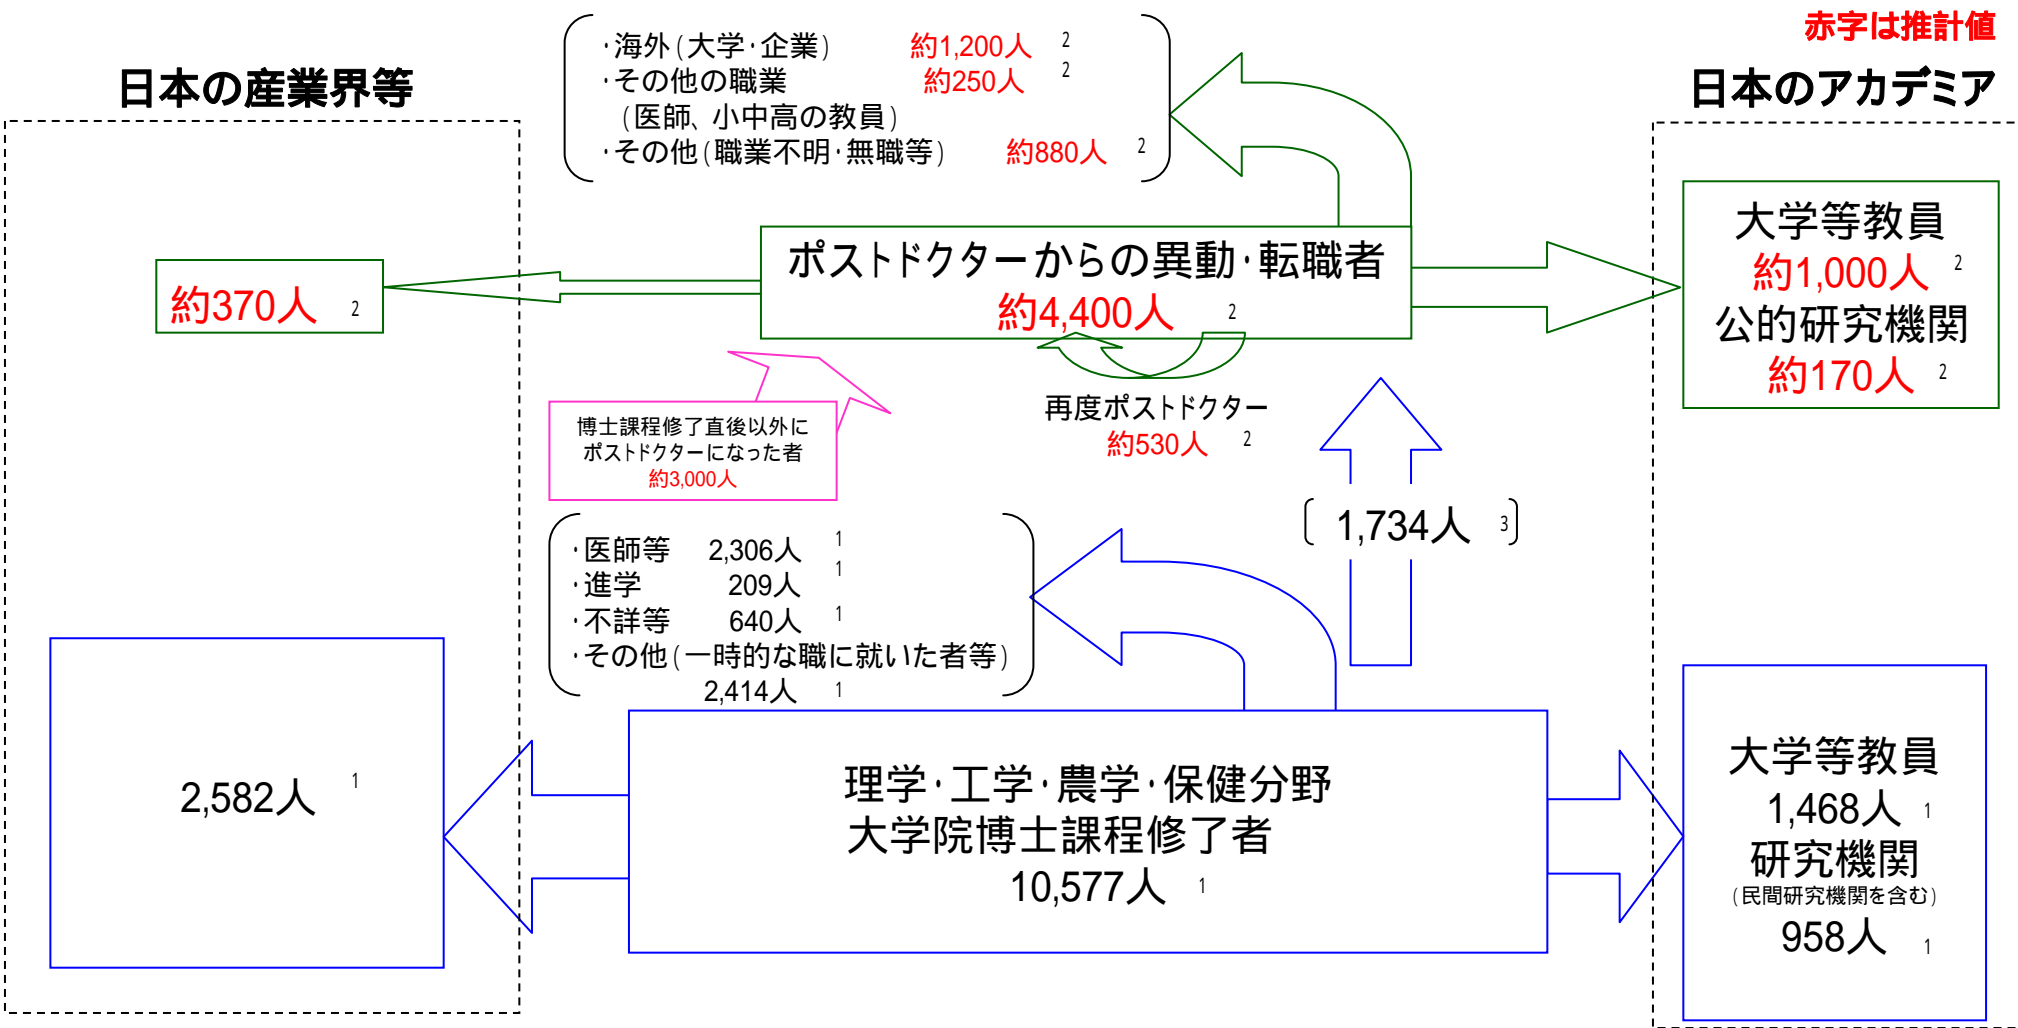 赤字は推計値
日本の産業界等
日本のアカデミア
・海外(大学・企業) 約1,200人 2
・その他の職業 約250人 2
(医師、小中高の教員)
・その他(職業不明・無職等) 約880人 2
ポストドクターからの異動・転職者
約4,400人 2
約370人 2
大学等教員
約1,000人 2
公的研究機関
約170人 2
再度ポストドクター
約530人 2
博士課程修了直後以外に
ポストドクターになった者
約3,000人
1,734人 3
・医師等 2,306人 1
・進学 209人 1
・不詳等 640人 1
・その他(一時的な職に就いた者等)
2,414人 1
2,582人 1
理学・工学・農学・保健分野
大学院博士課程修了者
10,577人 1
大学等教員
1,468人 1
研究機関
(民間研究機関を含む)
958人 1